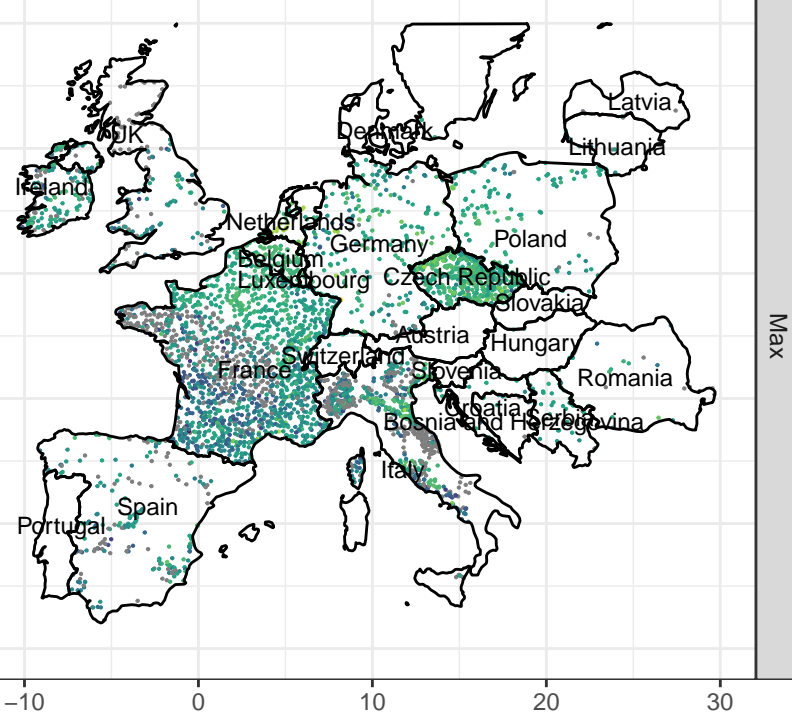 Latvia
Denmark
UK
Lithuania
Ireland
Netherlands
Germany
Poland
Belgium
Luxembourg
Czech Republic
Slovakia
Austria
Hungary
Switzerland
France
Slovenia
Romania
Croatia
Serbia
Bosnia and Herzegovina
Italy
Spain
Portugal
Max
−10 0 10 20 30